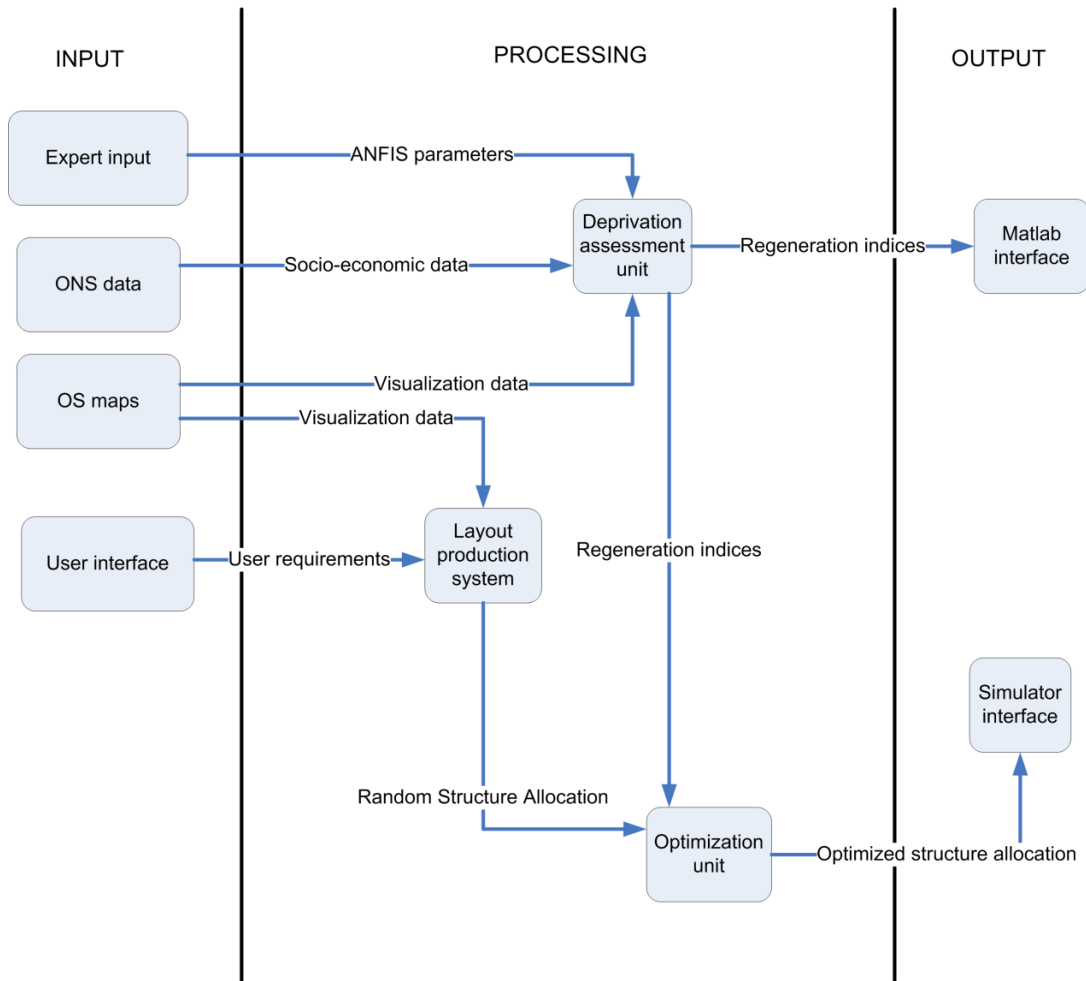 INPUT
PROCESSING
OUTPUT
Expert input
ANFIS parameters
Deprivation
assessment
unit
Regeneration indices
Matlab
interface
ONS data
Socio-economic data
OS maps
Visualization data
Visualization data
User interface
User requirements
Layout
production
system
Regeneration indices
Simulator
interface
Random Structure Allocation
Optimization
unit
Optimized structure allocation